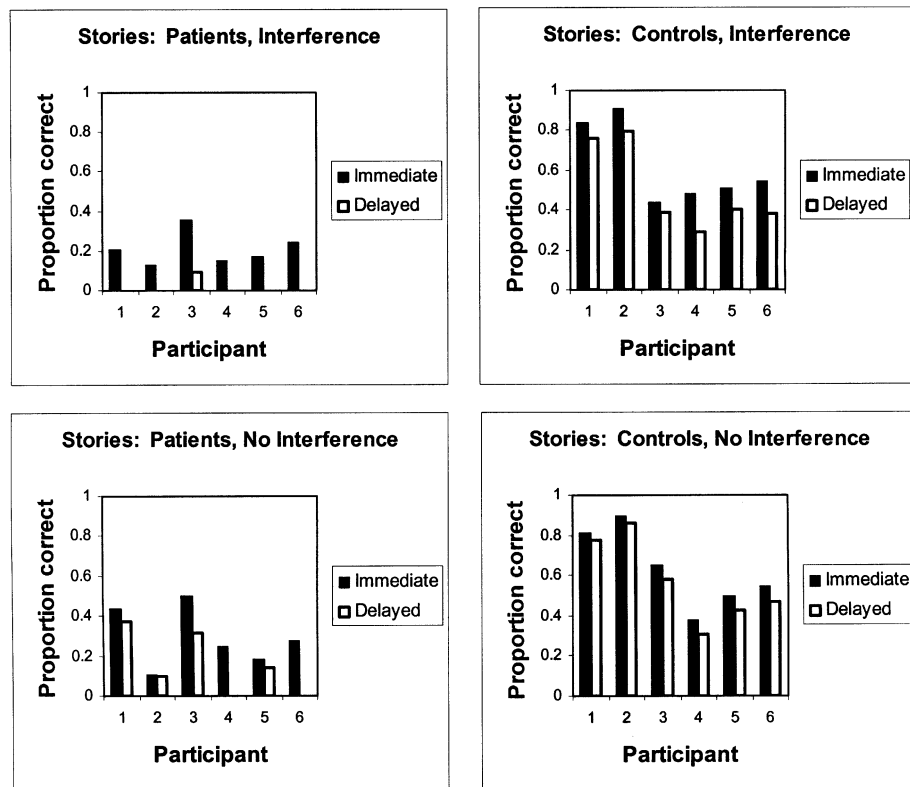 Stories: Patients, Interference
1
0.8
0.6
0.4
0.2
0
Proportion correct
1 2 3 4 5 6
Participant
Immediate
Delayed
Stories: Controls, Interference
1
0.8
0.6
0.4
0.2
0
Proportion correct
1 2 3 4 5 6
Participant
Immediate
Delayed
Stories: Patients, No Interference
1
0.8
0.6
0.4
0.2
0
Proportion correct
1 2 3 4 5 6
Participant
Immediate
Delayed
Stories: Controls, No Interference
1
0.8
0.6
0.4
0.2
0
Proportion correct
1 2 3 4 5 6
Participant
Immediate
Delayed